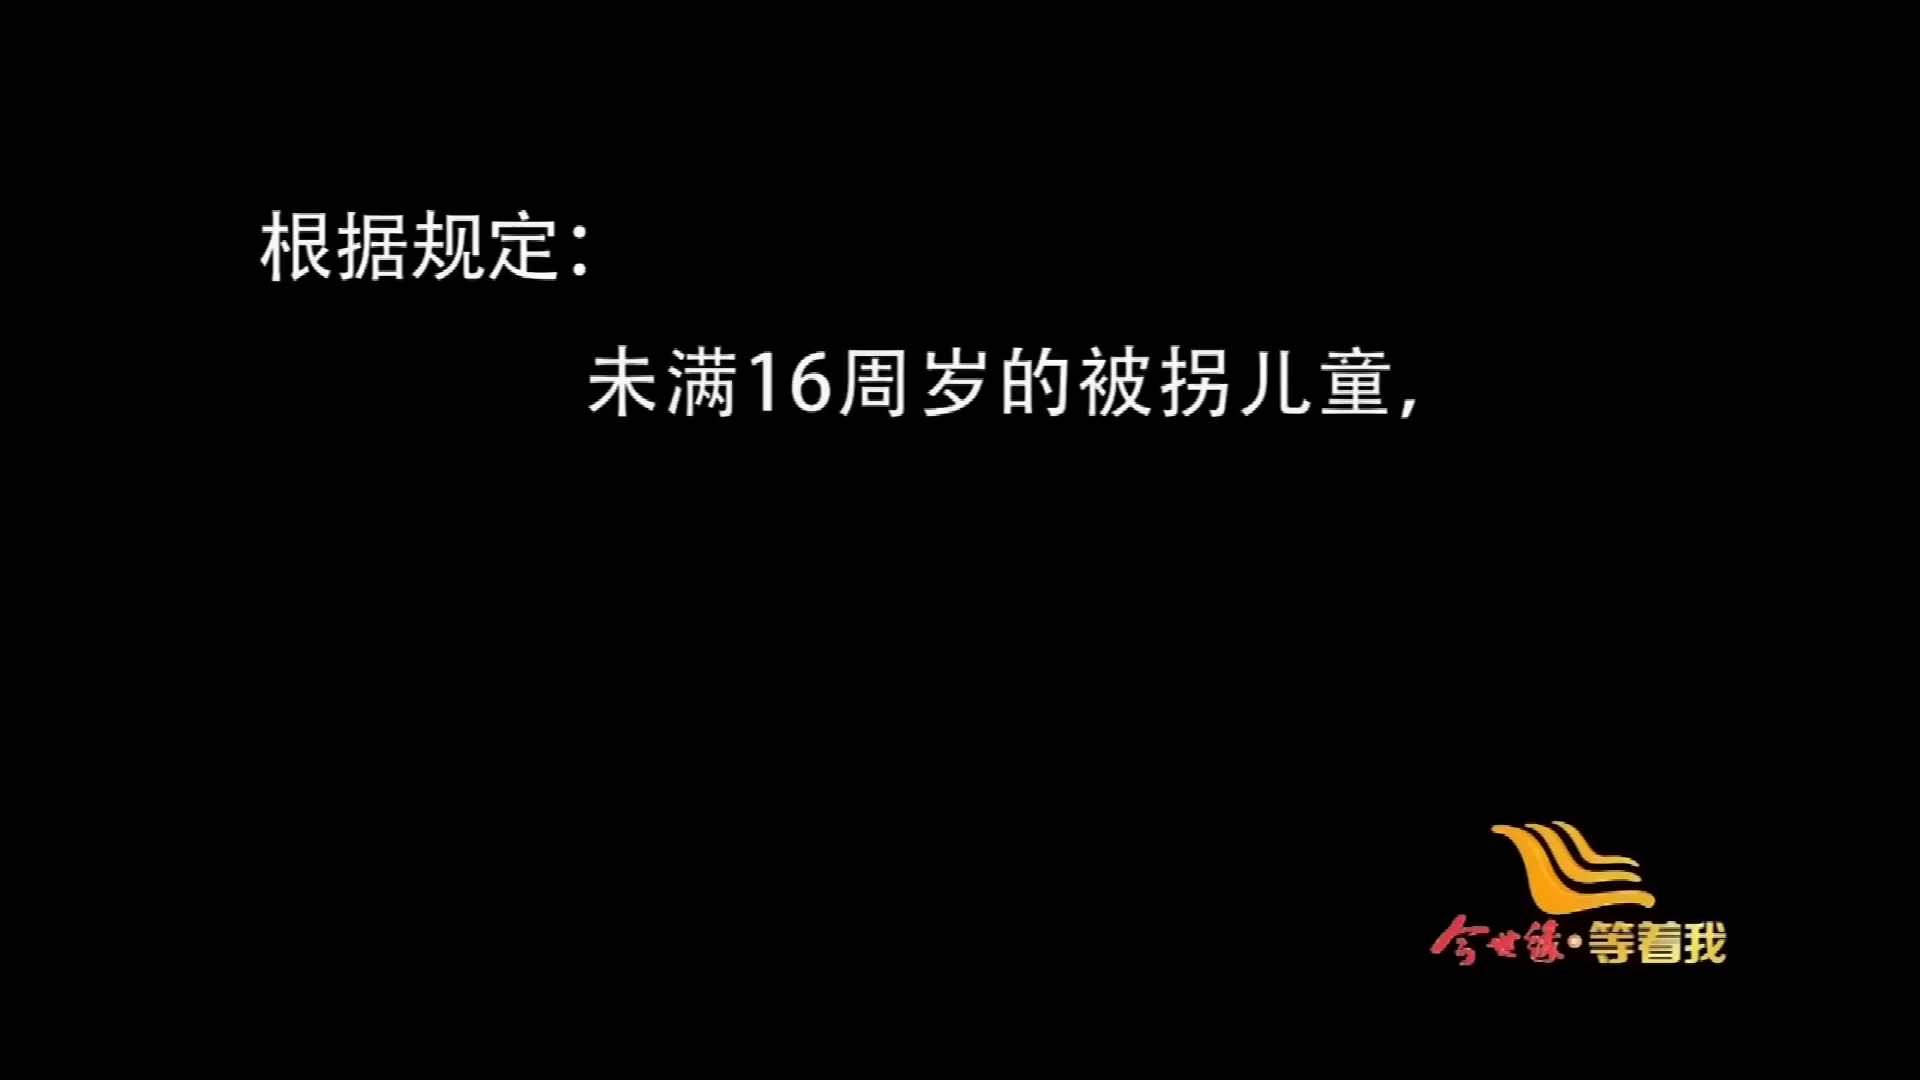 根据规定：
未满16周岁的被拐儿童，
今世缘·等着我